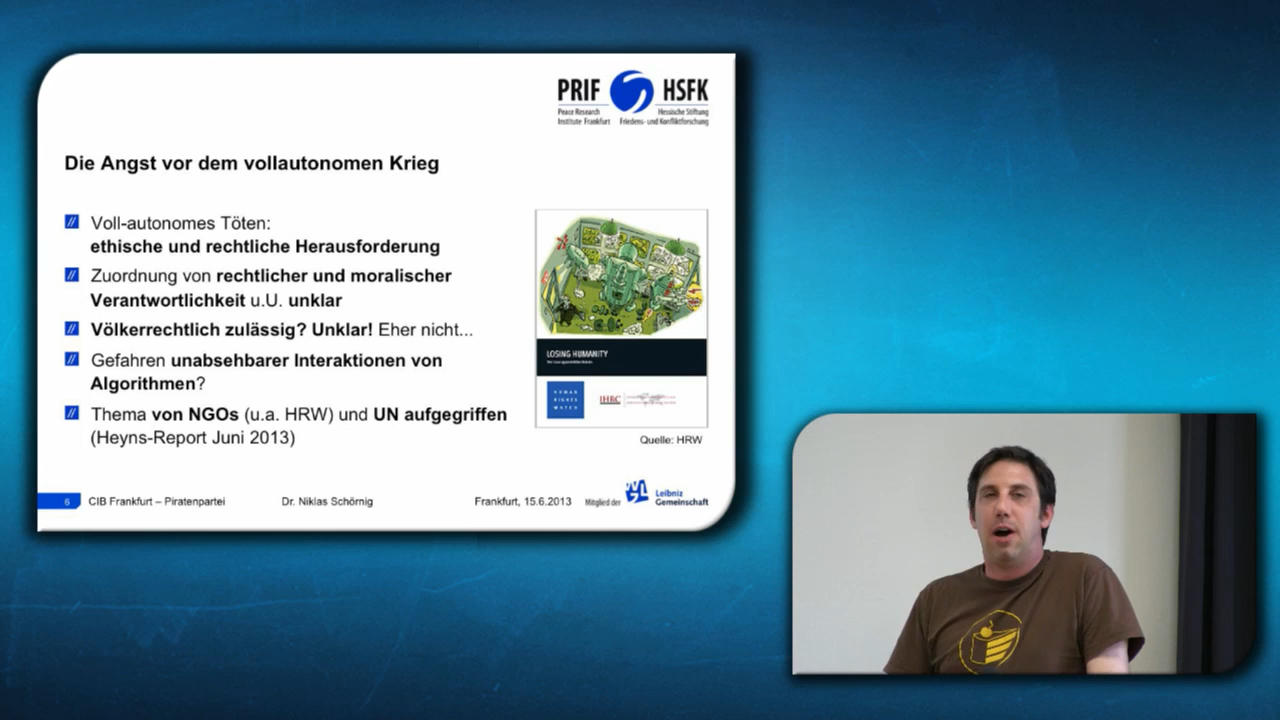 PRIF HSFK
Peace Research Hessische Stiftung
Institute Frankfurt Friedens- und Konfliktforschung
Die Angst vor dem vollautonomen Krieg
// Voll-autonomes Töten:
ethische und rechtliche Herausforderung
// Zuordnung von rechtlicher und moralischer
Verantwortlichkeit u.U. unklar
// Völkerrechtlich zulässig? Unklar! Eher nicht...
// Gefahren unabsehbarer Interaktionen von
Algorithmen?
// Thema von NGOs (u.a. HRW) und UN aufgegriffen
(Heyns-Report Juni 2013)
LOSING HUMANITY
HUMAN
RIGHTS
WATCH
IHRC
Quelle: HRW
6 CIB Frankfurt – Piratenpartei Dr. Niklas Schörnig Frankfurt, 15.6.2013 Mitglied der Leibniz
Gemeinschaft